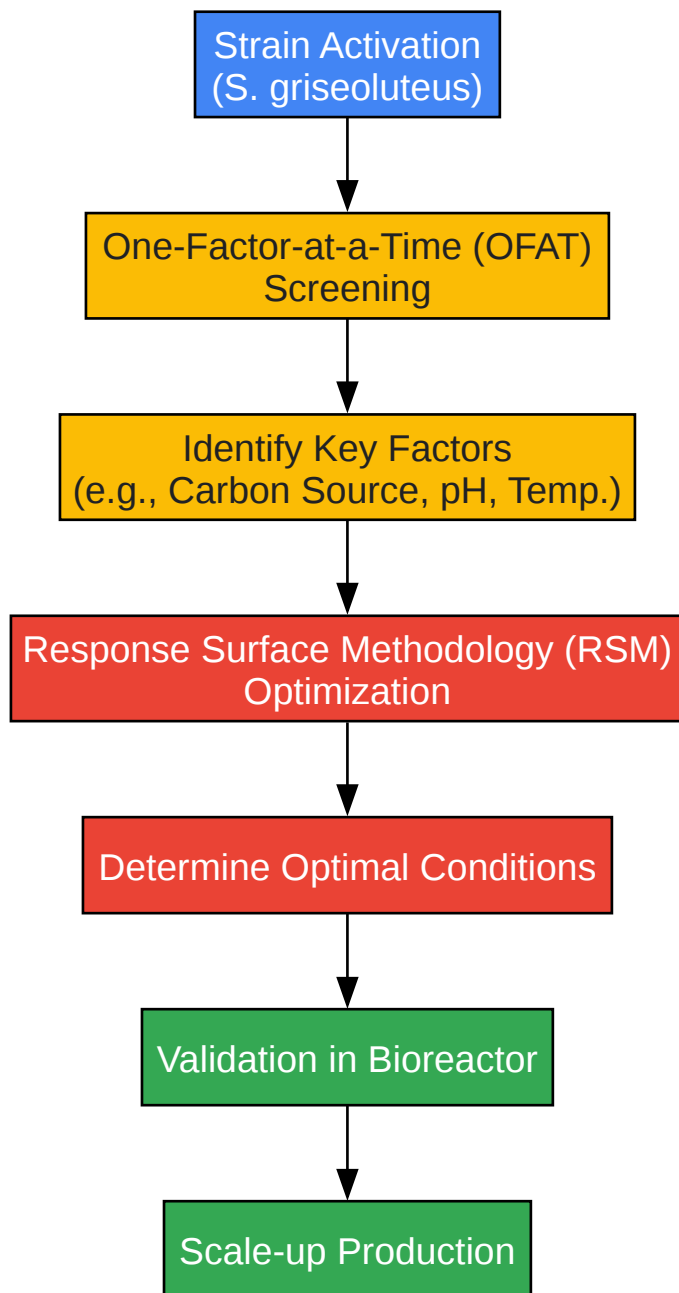 Strain Activation
(S. griseoluteus)
One-Factor-at-a-Time (OFAT)
Screening
Identify Key Factors
(e.g., Carbon Source, pH, Temp.)
Response Surface Methodology (RSM)
Optimization
Determine Optimal Conditions
Validation in Bioreactor
Scale-up Production